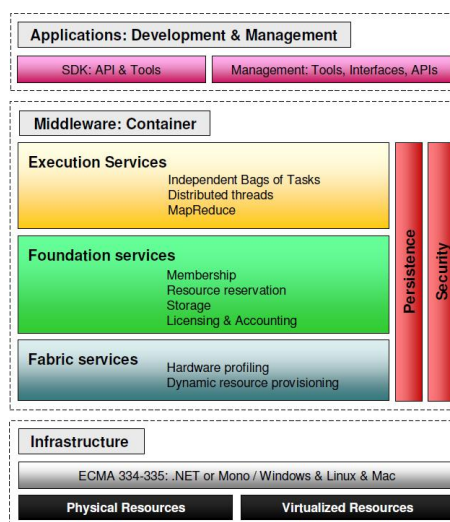 Applications: Development & Management
SDK: API & Tools
Management: Tools, Interfaces, APIs
Middleware: Container
Execution Services
Independent Bags of Tasks
Distributed threads
MapReduce
Foundation services
Membership
Resource reservation
Storage
Licensing & Accounting
Fabric services
Hardware profiling
Dynamic resource provisioning
Persistence
Security
Infrastructure
ECMA 334-335: .NET or Mono / Windows & Linux & Mac
Physical Resources
Virtualized Resources